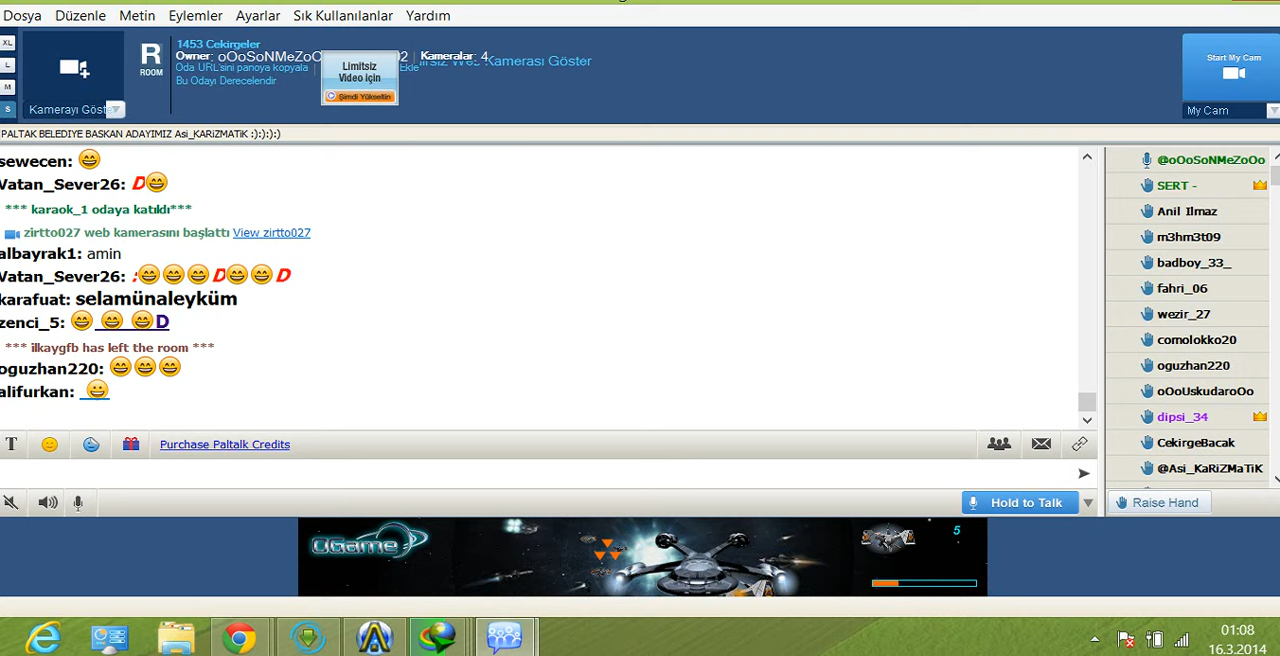 Dosya Düzenle Metin Eylemler Ayarlar Sık Kullanılanlar Yardım
XL
L
M
S
Kamerayı Göst
R
ROOM
1453 Cekirgeler
Owner: oOoSoNMeZoO 02 | Kameralar: 4
Oda URL'sini panoya kopyala | Ekle
Bu Odayı Derecelendir
Limitsiz
Video için
Şimdi Yükseltin
Web Kamerası Göster
Start My Cam
My Cam
PALTAK BELEDIYE BASKAN ADAYIMIZ Asi_KARiZMATiK :):):):)
sewecen: 😄
Vatan_Sever26: D😄
*** karaok_1 odaya katıldı***
zirtto027 web kamerasını başlattı View zirtto027
albayrak1: amin
Vatan_Sever26: :😄😄😄D😄😄D
karafuat: selamünaleyküm
zenci_5: 😄 😄 😄D
*** ilkaygfb has left the room ***
oguzhan220: 😄😄😄
alifurkan: 😀
@oOoSoNMeZoOo
SERT -
Anil Ilmaz
m3hm3t09
badboy_33_
fahri_06
wezir_27
comolokko20
oguzhan220
oOoUskudaroOo
dipsi_34
CekirgeBacak
@Asi_KaRiZMaTiK
T Purchase Paltalk Credits
Hold to Talk
Raise Hand
OGame
5
01:08
16.3.2014